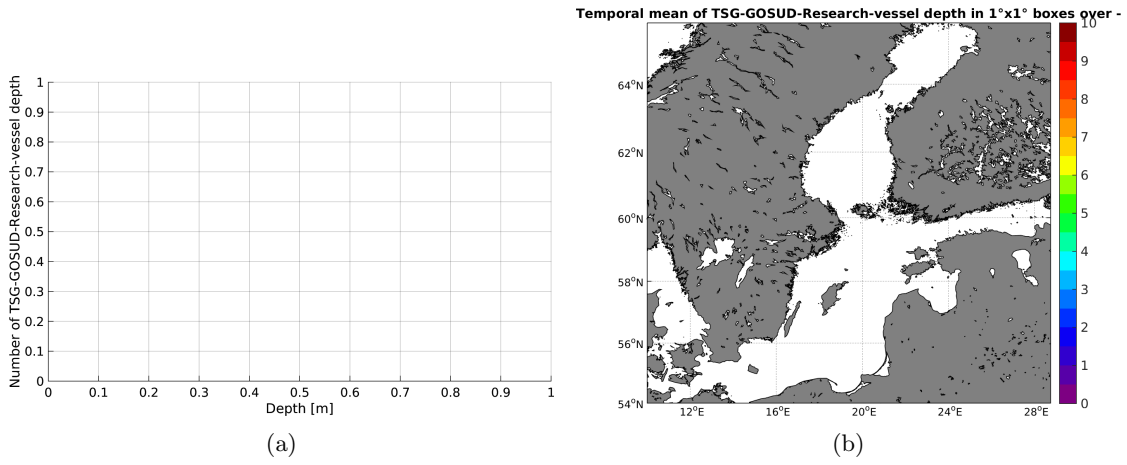 Temporal mean of TSG-GOSUD-Research-vessel depth in 1°x1° boxes over -
Number of TSG-GOSUD-Research-vessel depth
1
0.9
0.8
0.7
0.6
0.5
0.4
0.3
0.2
0.1
0
0 0.1 0.2 0.3 0.4 0.5 0.6 0.7 0.8 0.9 1
Depth [m]
(a)
64°N
62°N
60°N
58°N
56°N
54°N
12°E 16°E 20°E 24°E 28°E
10
9
8
7
6
5
4
3
2
1
0
(b)